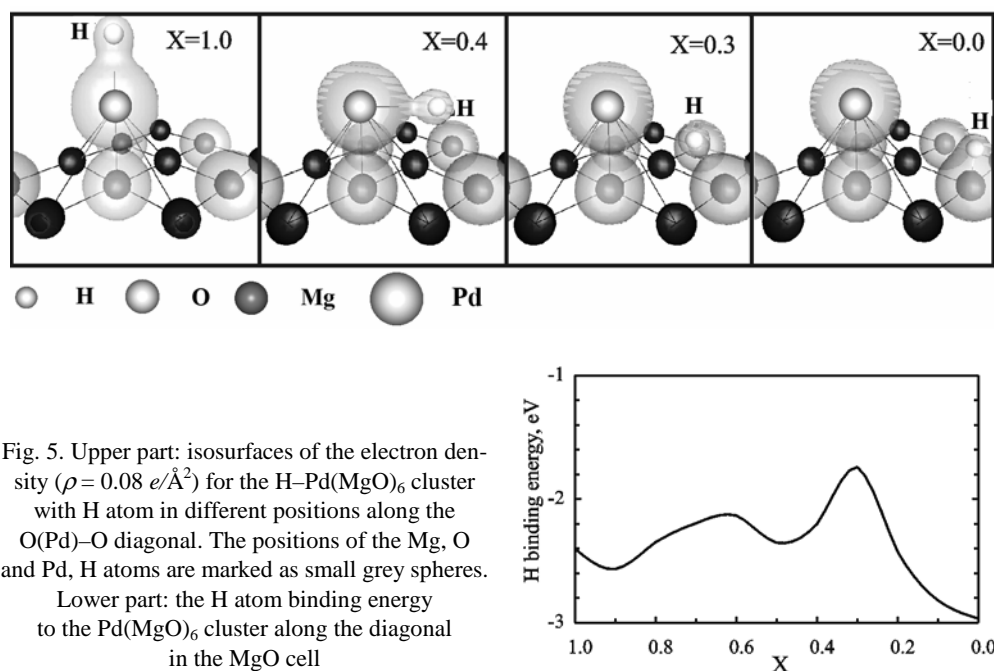 H X=1.0
X=0.4
H
X=0.3
H
X=0.0
H
H O Mg Pd
Fig. 5. Upper part: isosurfaces of the electron den-
sity (ρ = 0.08 e/Å²) for the H–Pd(MgO)₆ cluster
with H atom in different positions along the
O(Pd)–O diagonal. The positions of the Mg, O
and Pd, H atoms are marked as small grey spheres.
Lower part: the H atom binding energy
to the Pd(MgO)₆ cluster along the diagonal
in the MgO cell
H binding energy, eV
-1
-2
-3
1.0 0.8 0.6 0.4 0.2 0.0
X